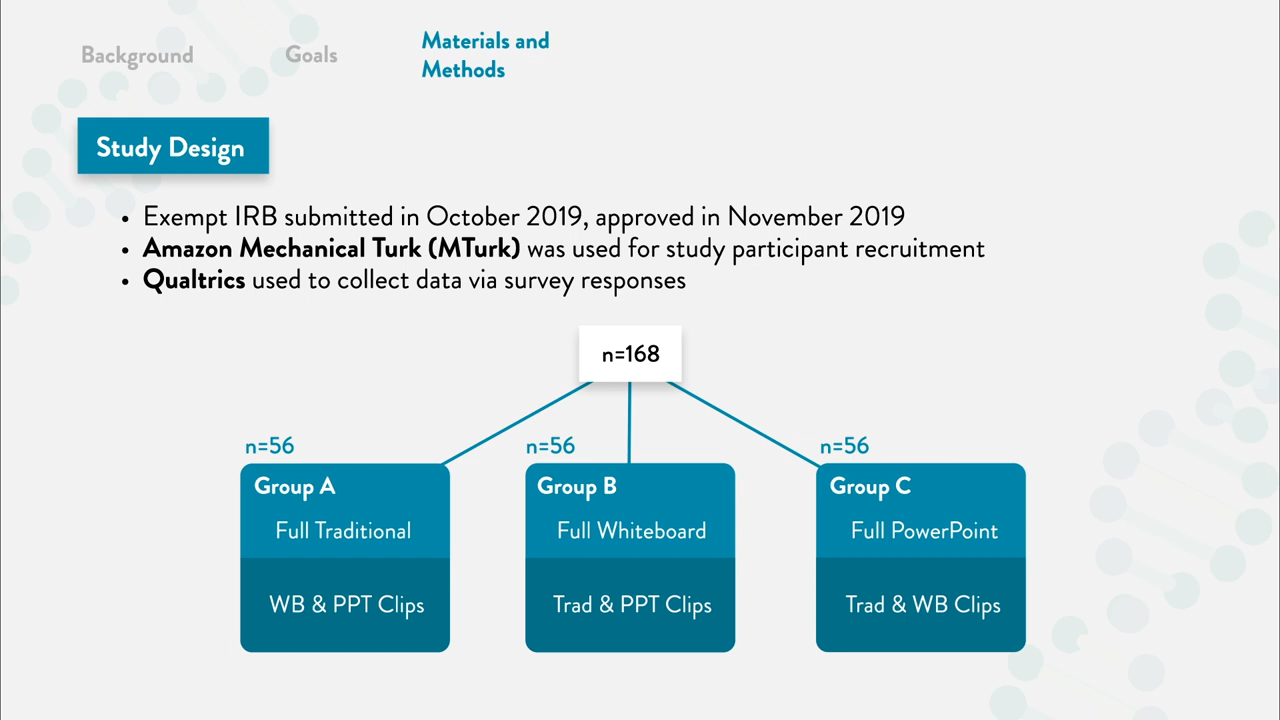 Background
Goals
Materials and
Methods
Study Design
• Exempt IRB submitted in October 2019, approved in November 2019
• Amazon Mechanical Turk (MTurk) was used for study participant recruitment
• Qualtrics used to collect data via survey responses
n=168
n=56
Group A
Full Traditional
WB & PPT Clips
n=56
Group B
Full Whiteboard
Trad & PPT Clips
n=56
Group C
Full PowerPoint
Trad & WB Clips